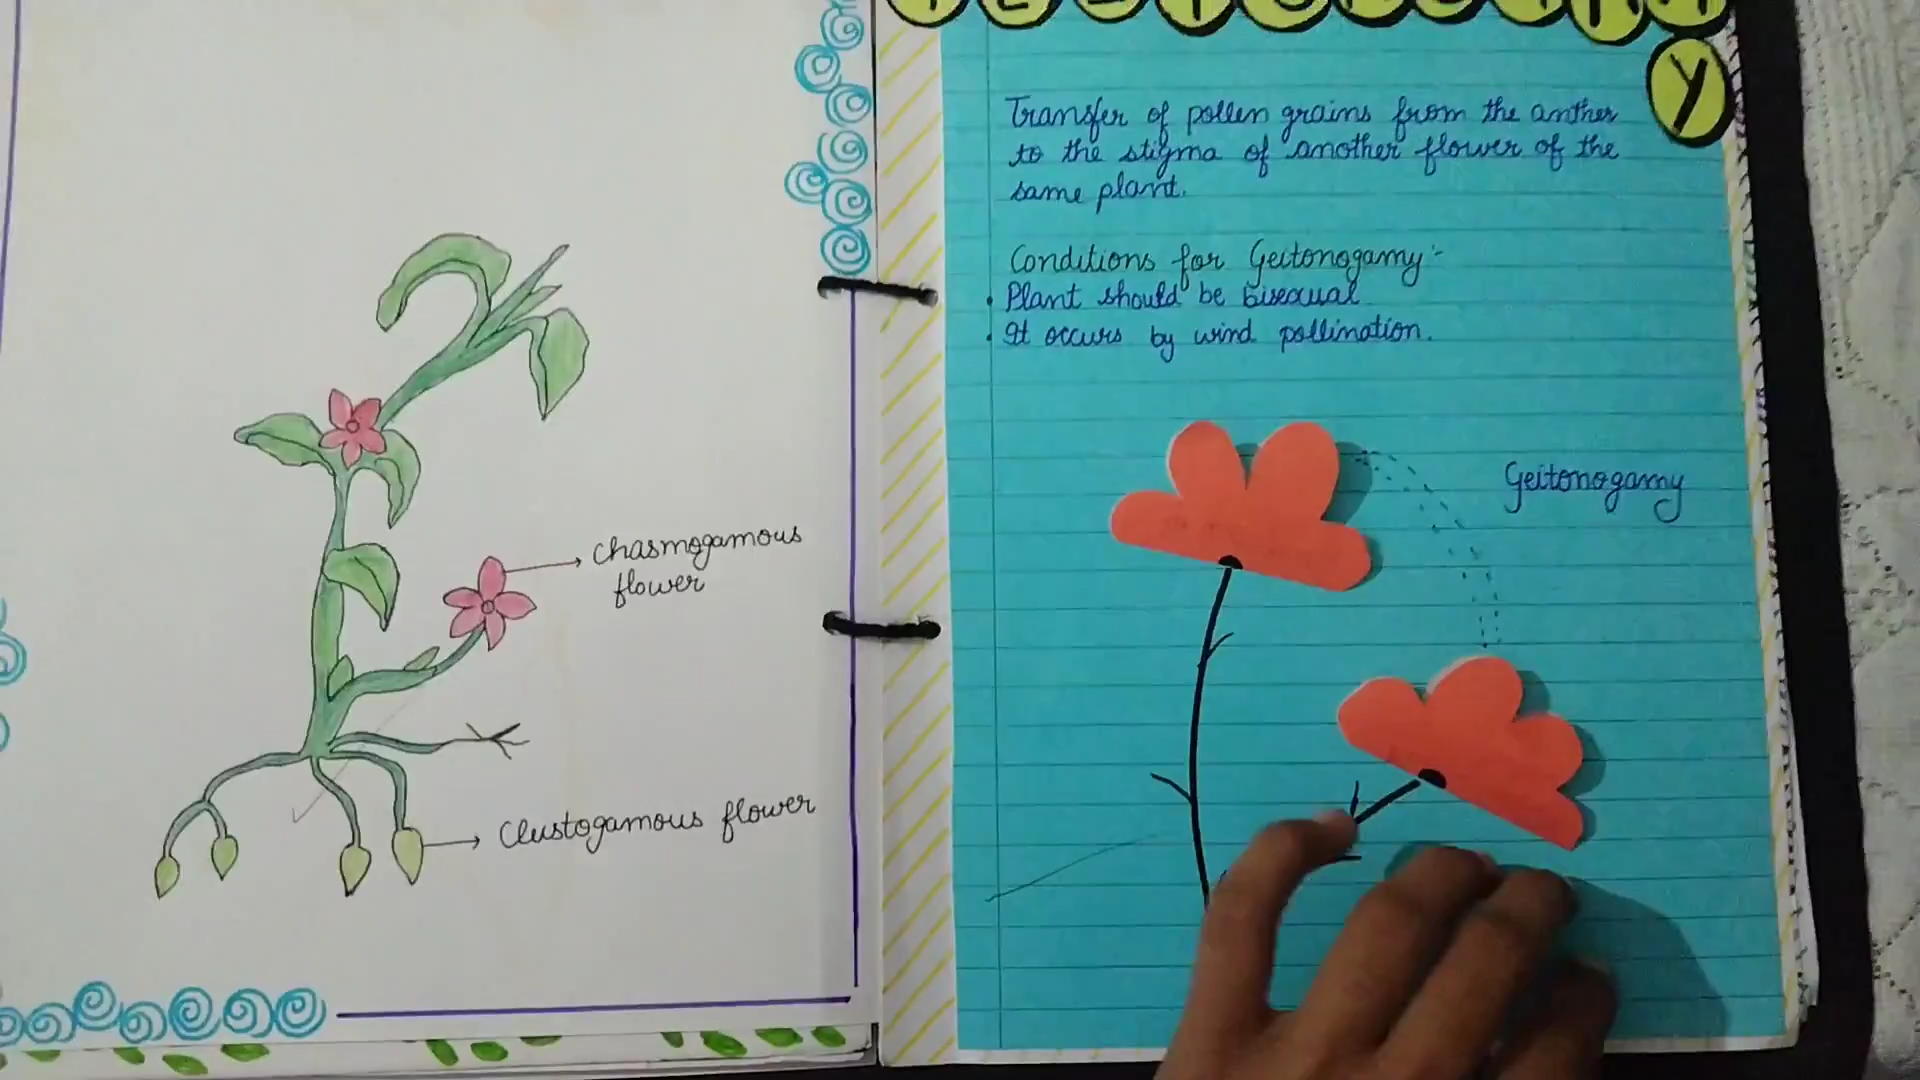 chasmogamous
flower
Clustogamous flower
Y
Transfer of pollen grains from the anther
to the stigma of another flower of the
same plant.
Conditions for Geitonogamy:-
• Plant should be bisexual
• It occurs by wind pollination.
Geitonogamy